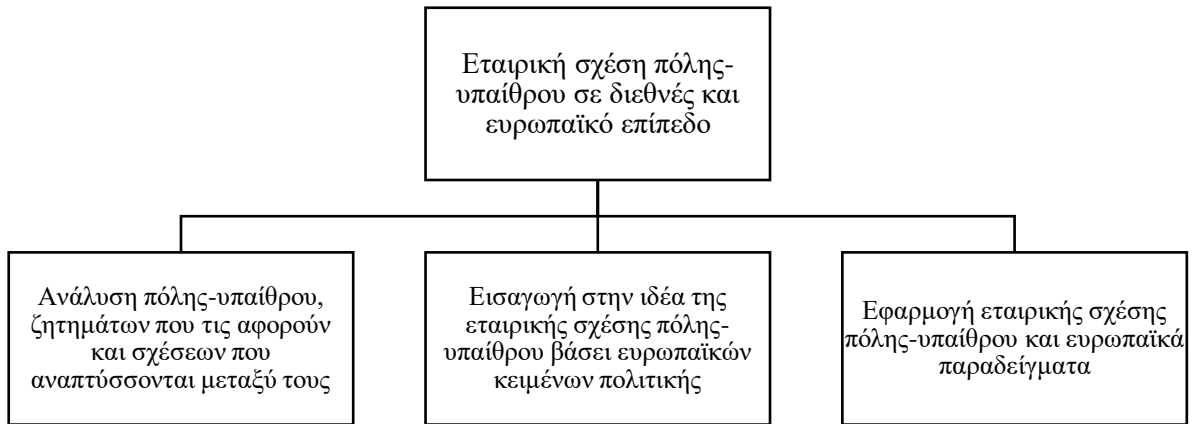 Εταιρική σχέση πόλης-
υπαίθρου σε διεθνές και
ευρωπαϊκό επίπεδο
Ανάλυση πόλης-υπαίθρου,
ζητημάτων που τις αφορούν
και σχέσεων που
αναπτύσσονται μεταξύ τους
Εισαγωγή στην ιδέα της
εταιρικής σχέσης πόλης-
υπαίθρου βάσει ευρωπαϊκών
κειμένων πολιτικής
Εφαρμογή εταιρικής σχέσης
πόλης-υπαίθρου και ευρωπαϊκά
παραδείγματα